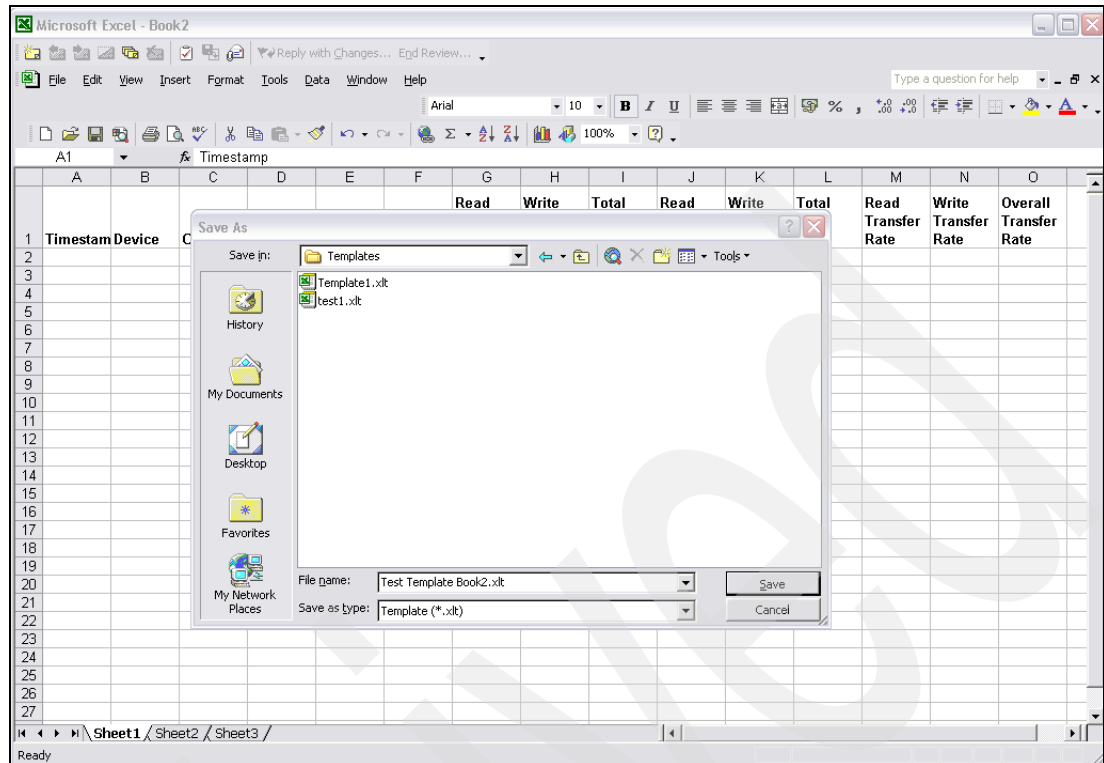 Microsoft Excel - Book2
Reply with Changes... End Review...
File Edit View Insert Format Tools Data Window Help Type a question for help
Arial 10 B I U % , .00 .00 A
ABC Σ 100% ?
A1 fx Timestamp
A B C D E F G H I J K L M N O
Read Write Total Read Write Total Read Write Overall
Transfer Transfer Transfer
1 Timestam Device C Rate Rate Rate
Save As
Save in: Templates Tools
Template1.xlt
test1.xlt
History
My Documents
Desktop
Favorites
My Network
Places
File name: Test Template Book2.xlt Save
Save as type: Template (*.xlt) Cancel
2
3
4
5
6
7
8
9
10
11
12
13
14
15
16
17
18
19
20
21
22
23
24
25
26
27
Sheet1 / Sheet2 / Sheet3 /
Ready